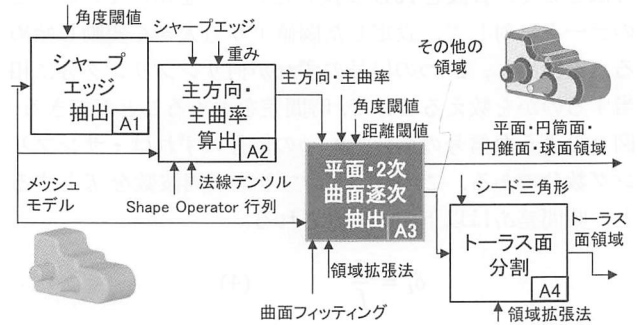 角度閾値
シャープエッジ
重み
シャープ
エッジ
抽出
A1
主方向・
主曲率
算出
A2
主方向・主曲率
角度閾値
距離閾値
その他の
領域
平面・円筒面・
円錐面・球面領域
メッシュ
モデル
法線テンソル
Shape Operator 行列
平面・2次
曲面逐次
抽出
A3
シード三角形
トーラス面
分割
A4
トーラス
面領域
領域拡張法
曲面フィッティング
領域拡張法